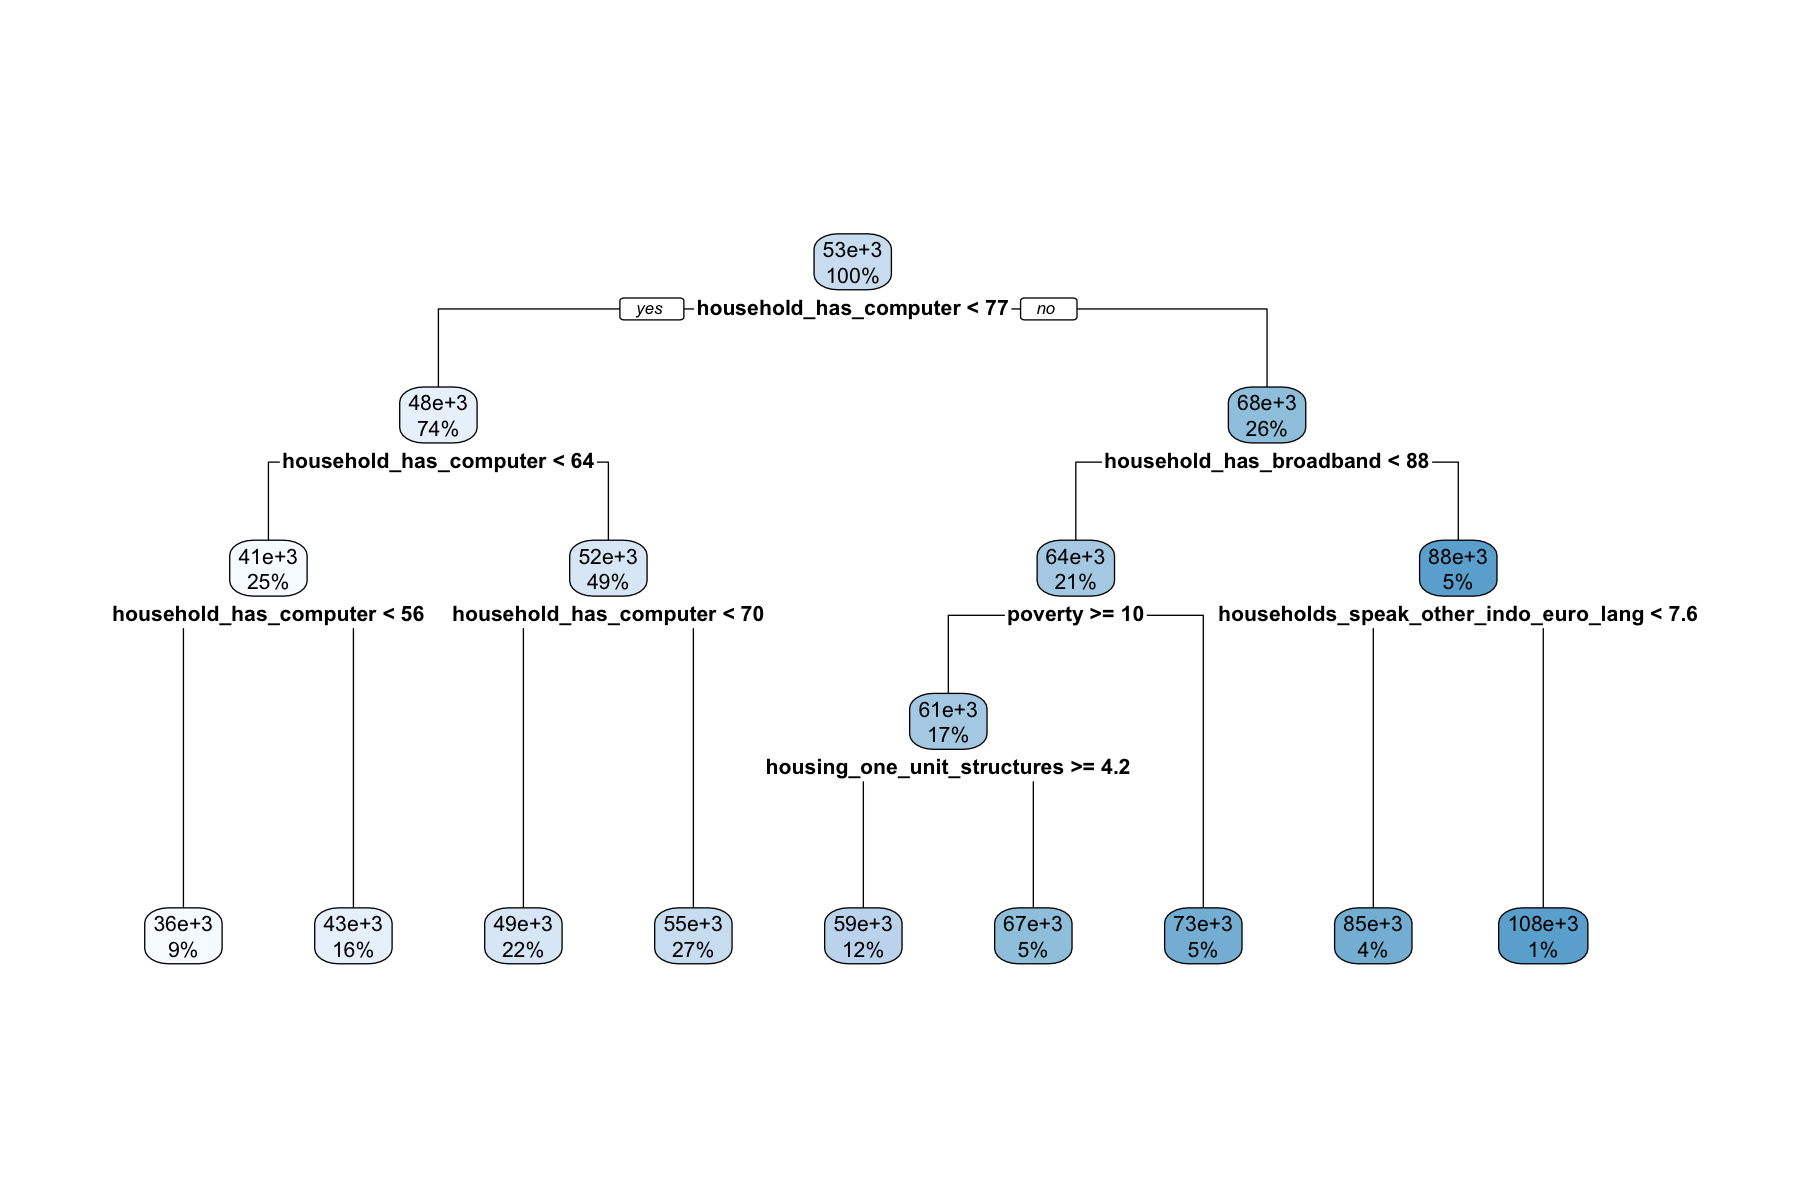 53e+3
100%
yes household_has_computer < 77 no
48e+3
74%
68e+3
26%
household_has_computer < 64
household_has_broadband < 88
41e+3
25%
52e+3
49%
64e+3
21%
88e+3
5%
household_has_computer < 56
household_has_computer < 70
poverty >= 10
households_speak_other_indo_euro_lang < 7.6
61e+3
17%
housing_one_unit_structures >= 4.2
36e+3
9%
43e+3
16%
49e+3
22%
55e+3
27%
59e+3
12%
67e+3
5%
73e+3
5%
85e+3
4%
108e+3
1%